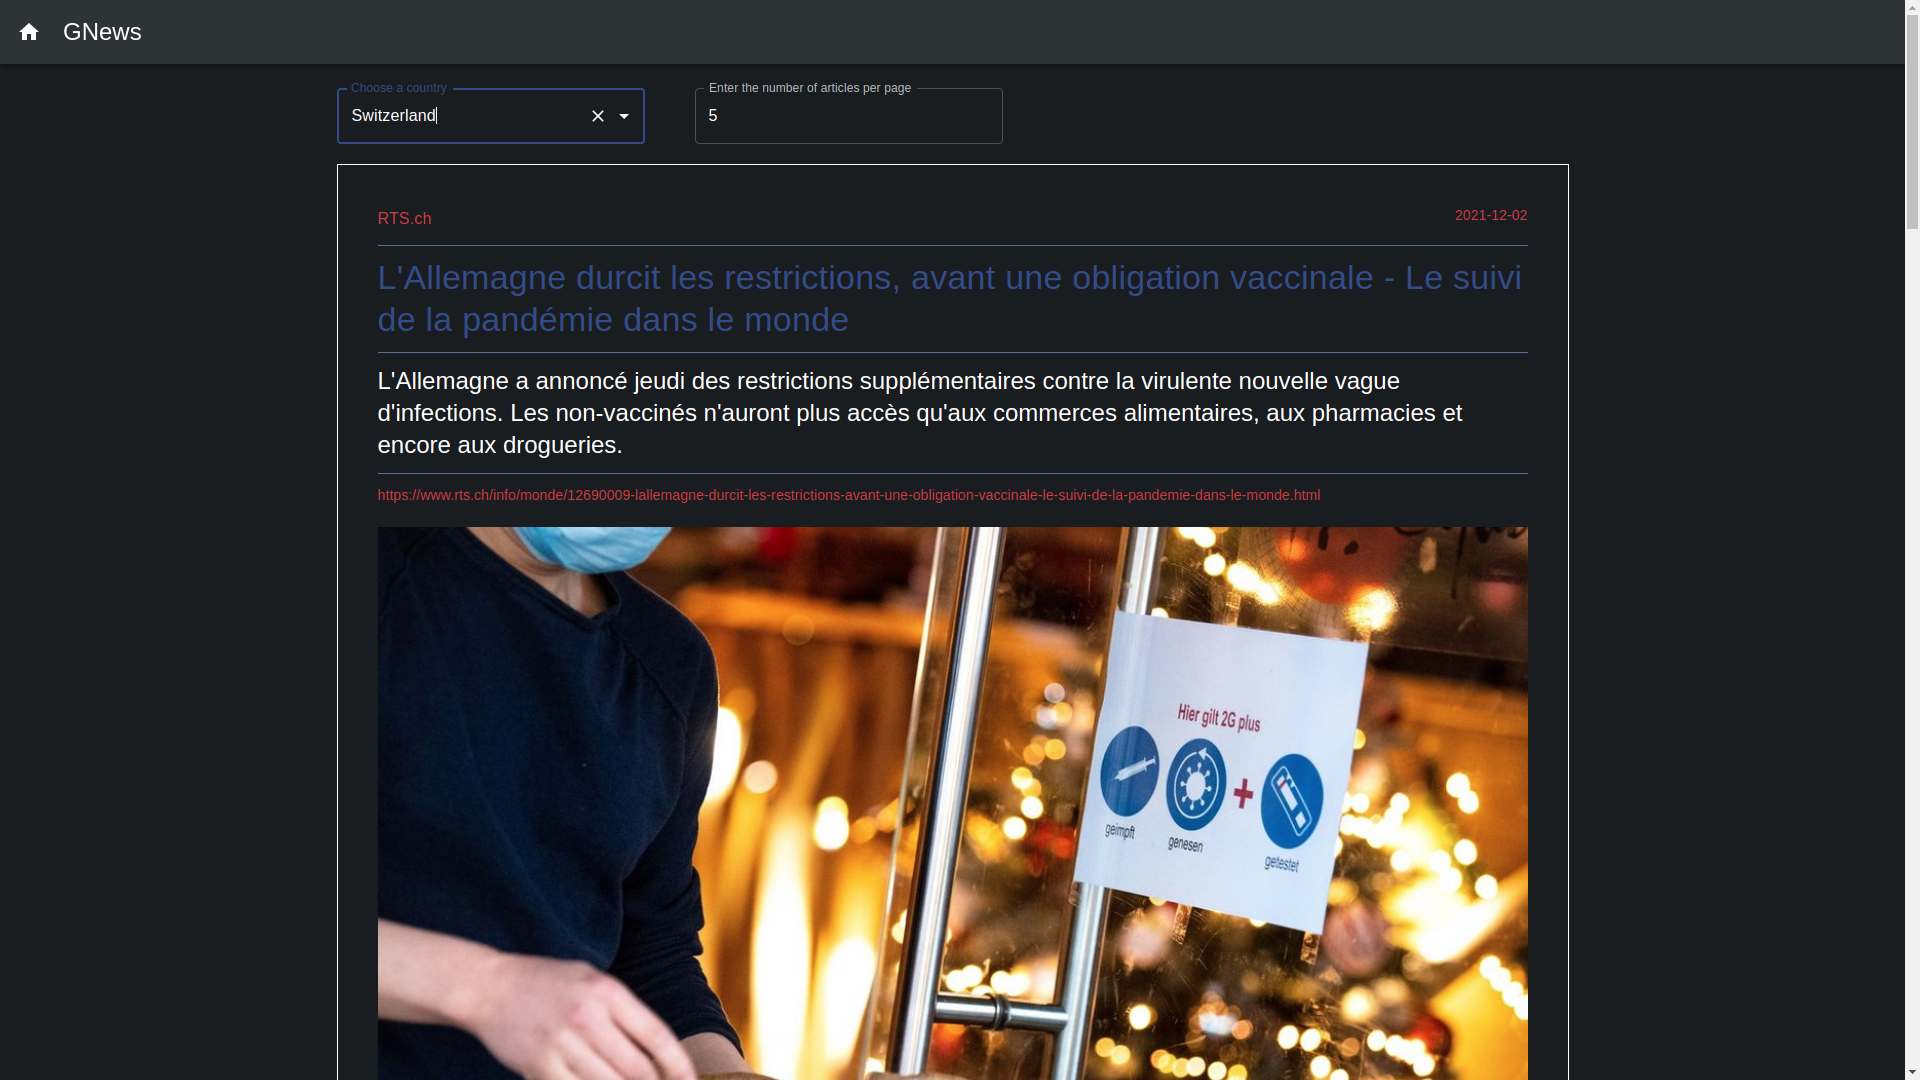 GNews
Choose a country
Enter the number of articles per page
Switzerland
5
RTS.ch
2021-12-02
L'Allemagne durcit les restrictions, avant une obligation vaccinale - Le suivi
de la pandémie dans le monde
L'Allemagne a annoncé jeudi des restrictions supplémentaires contre la virulente nouvelle vague
d'infections. Les non-vaccinés n'auront plus accès qu'aux commerces alimentaires, aux pharmacies et
encore aux drogueries.
https://www.rts.ch/info/monde/12690009-lallemagne-durcit-les-restrictions-avant-une-obligation-vaccinale-le-suivi-de-la-pandemie-dans-le-monde.html
Hier gilt 2G plus
+
geimpft
genesen
getestet